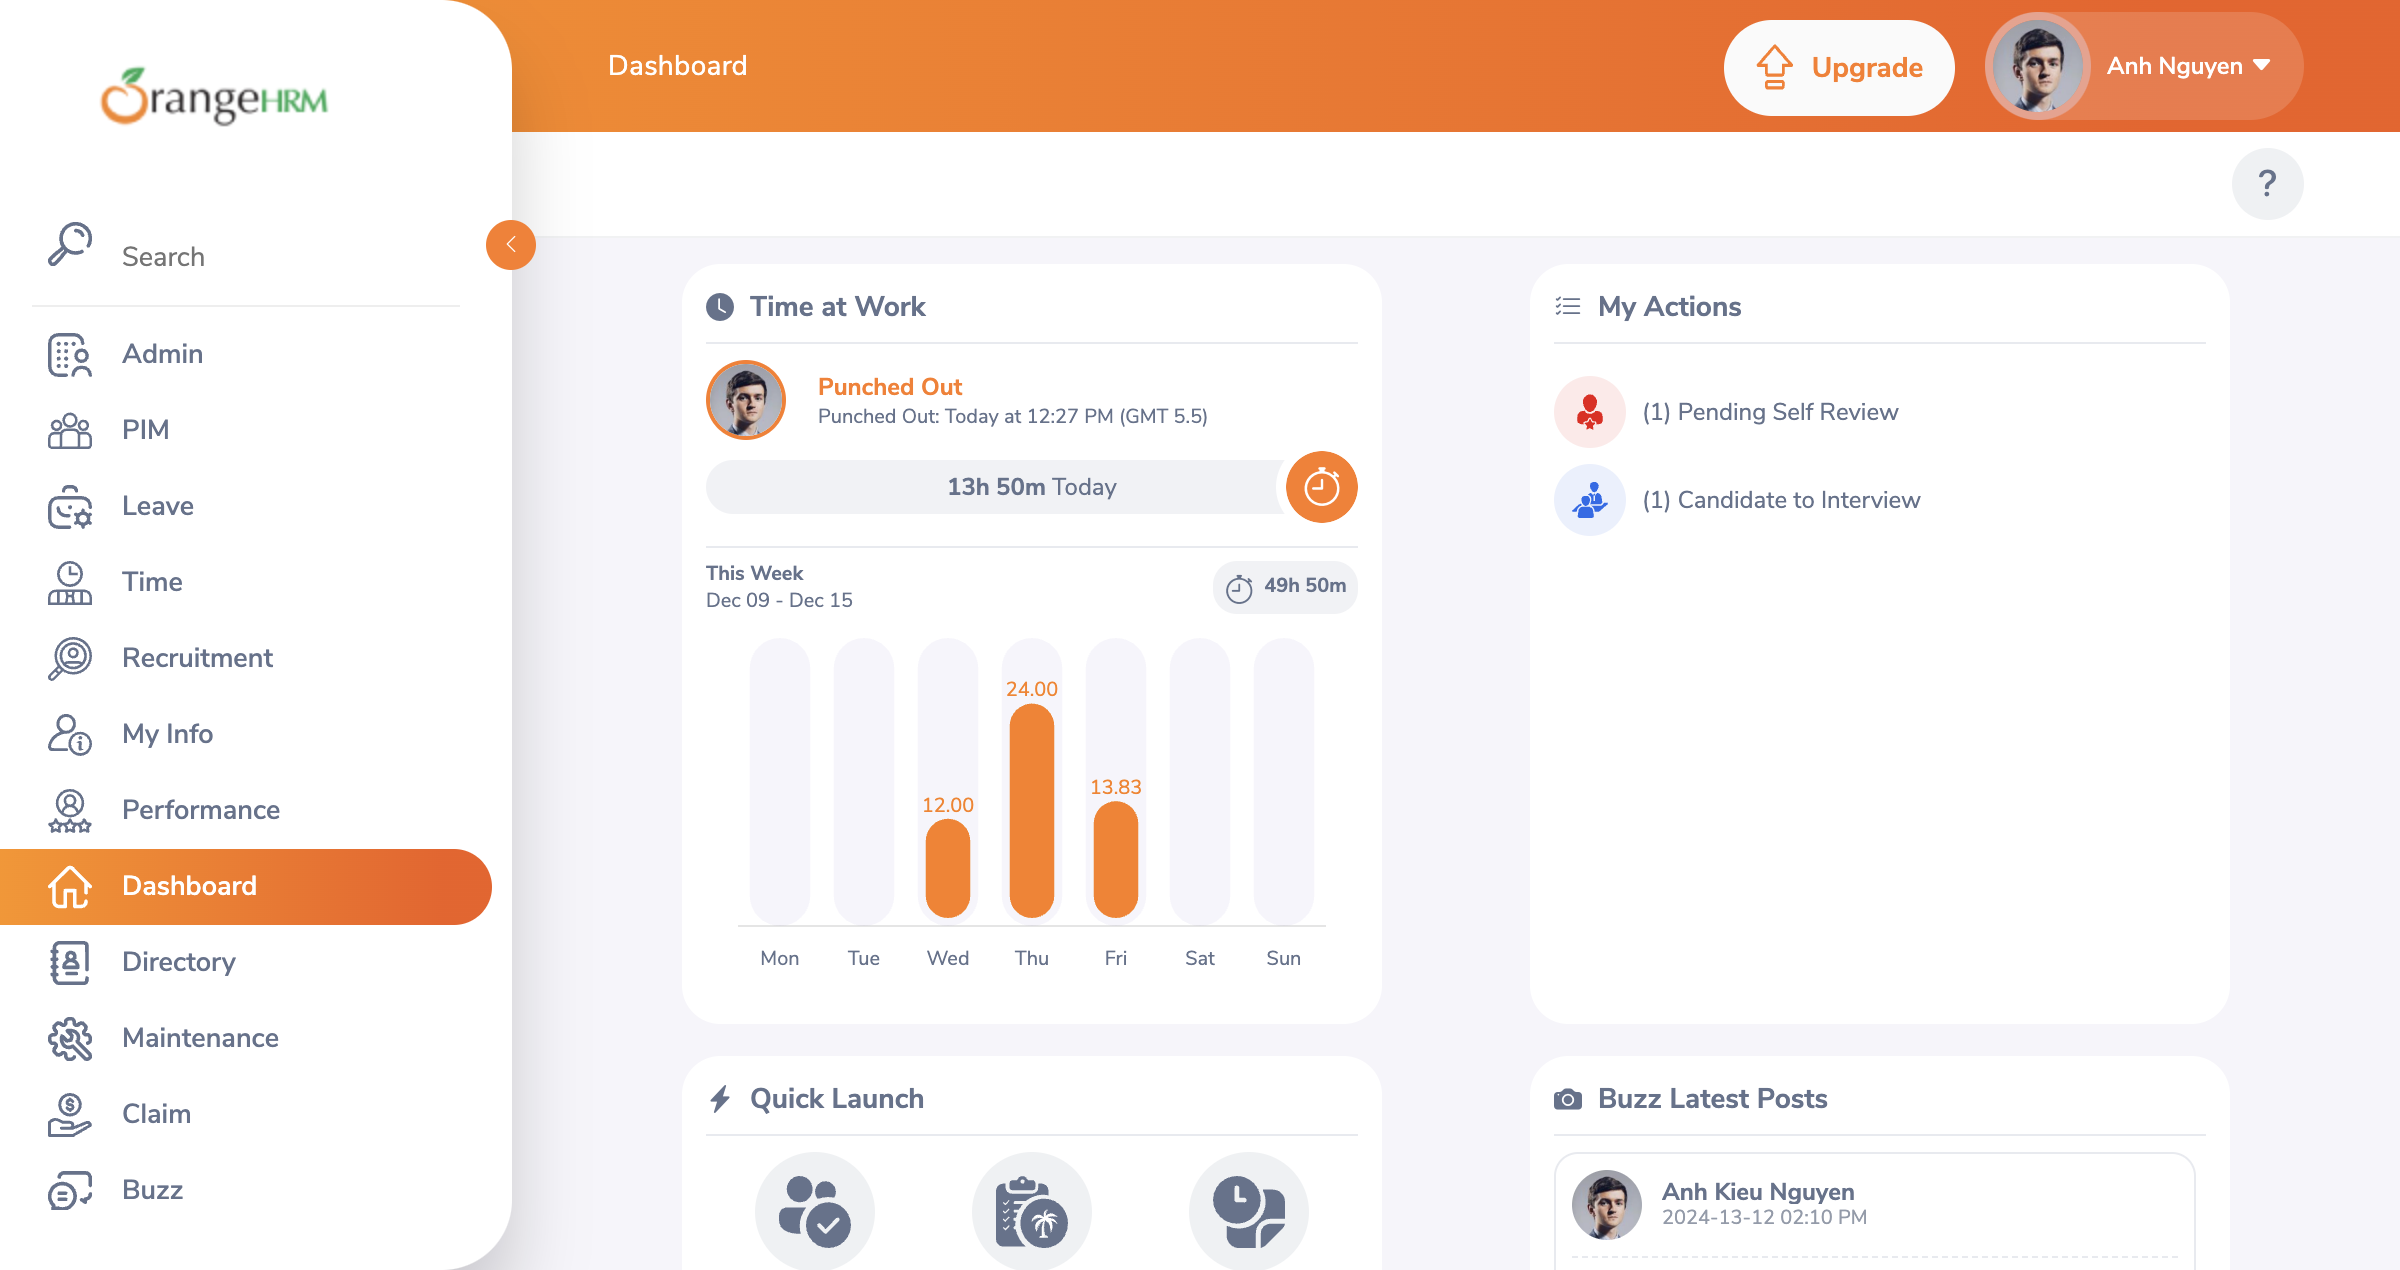 OrangeHRM
Search
Admin
PIM
Leave
Time
Recruitment
My Info
Performance
Dashboard
Directory
Maintenance
Claim
Buzz
Dashboard
Upgrade
Anh Nguyen
?
Time at Work
Punched Out
Punched Out: Today at 12:27 PM (GMT 5.5)
13h 50m Today
This Week
Dec 09 - Dec 15
49h 50m
24.00
13.83
12.00
Mon Tue Wed Thu Fri Sat Sun
My Actions
(1) Pending Self Review
(1) Candidate to Interview
Quick Launch
Buzz Latest Posts
Anh Kieu Nguyen
2024-13-12 02:10 PM